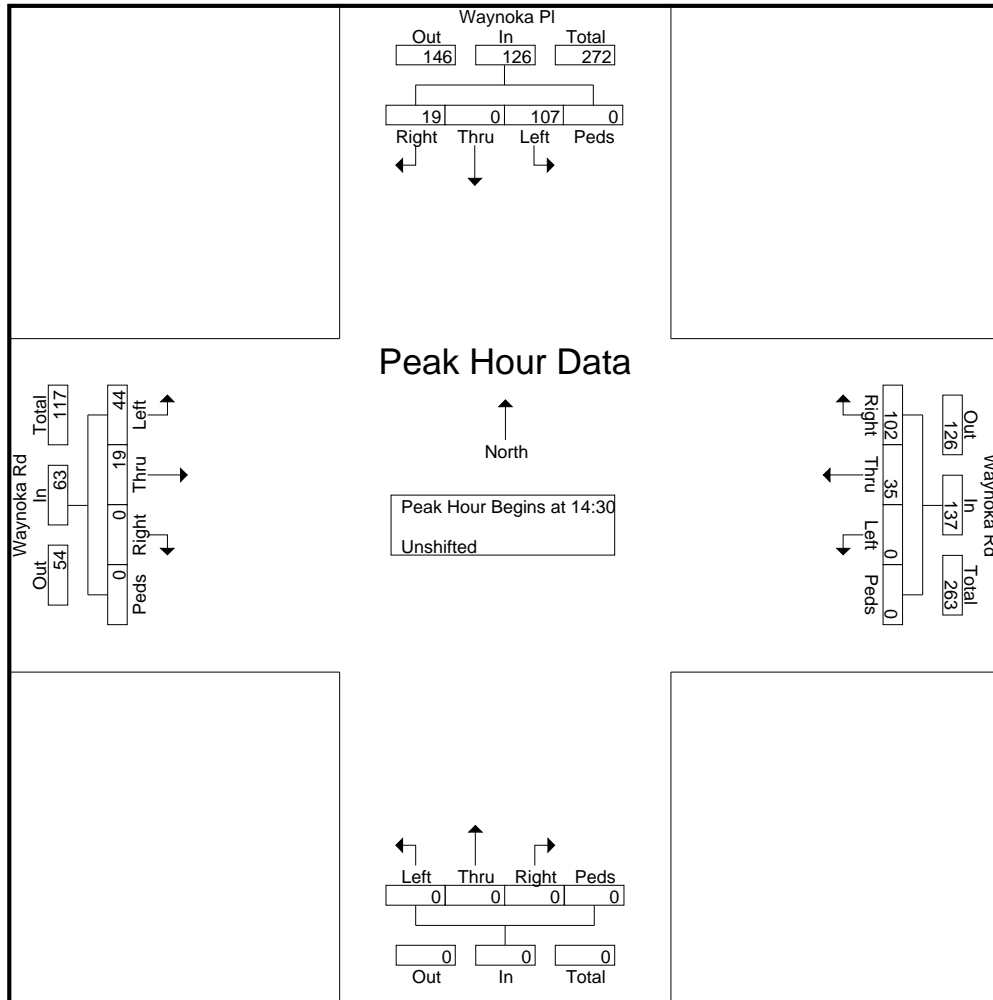 Waynoka Pl
Out In Total
146 126 272
19 0 107 0
Right Thru Left Peds
Peak Hour Data
North
Peak Hour Begins at 14:30
Unshifted
Waynoka Rd
Total In Out
117 63 54
44 19 0 0
Left Thru Right Peds
Waynoka Rd
Out In Total
126 137 263
102 35 0 0
Right Thru Left Peds
Left Thru Right Peds
0 0 0 0
0 0 0
Out In Total